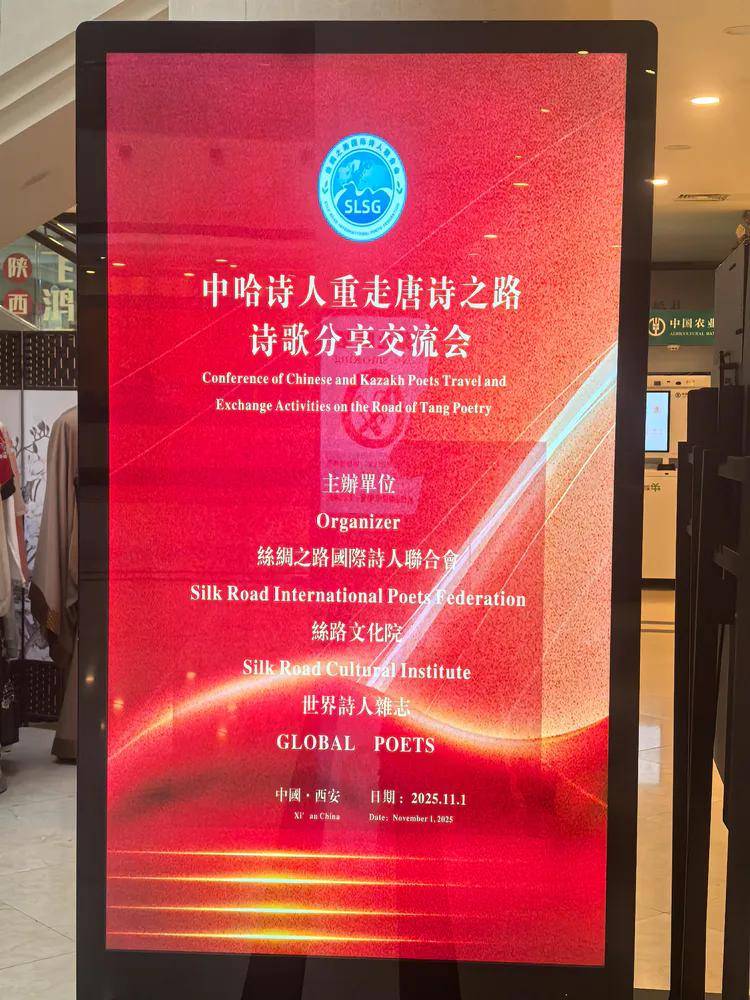 SLSG
中哈诗人重走唐诗之路
诗歌分享交流会
Conference of Chinese and Kazakh Poets Travel and
Exchange Activities on the Road of Tang Poetry
主辦單位
Organizer
絲綢之路國際詩人聯合會
Silk Road International Poets Federation
絲路文化院
Silk Road Cultural Institute
世界詩人雜志
GLOBAL POETS
中國·西安 日期：2025.11.1
Xi'an China Date: November 1, 2025
陕西
中国农业